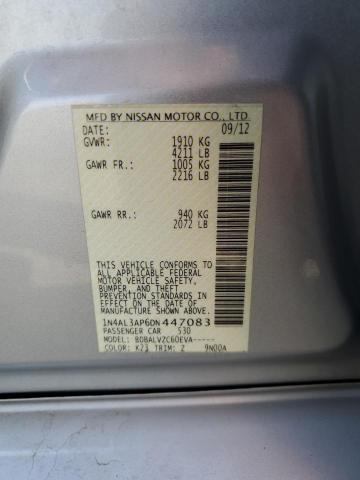 MFD BY NISSAN MOTOR CO., LTD.
DATE: 09/12
GVWR: 1910 KG
4211 LB
GAWR FR.: 1005 KG
2216 LB
GAWR RR.: 940 KG
2072 LB
THIS VEHICLE CONFORMS TO
ALL APPLICABLE FEDERAL
MOTOR VEHICLE SAFETY,
BUMPER, AND THEFT
PREVENTION STANDARDS
IN EFFECT ON THE DATE OF
MANUFACTURE SHOWN ABOVE.
1N4AL3AP6DN447083
PASSENGER CAR 530
MODEL: BDBALVZC60EVA-----
COLOR: K23 TRIM: Z 9N00A